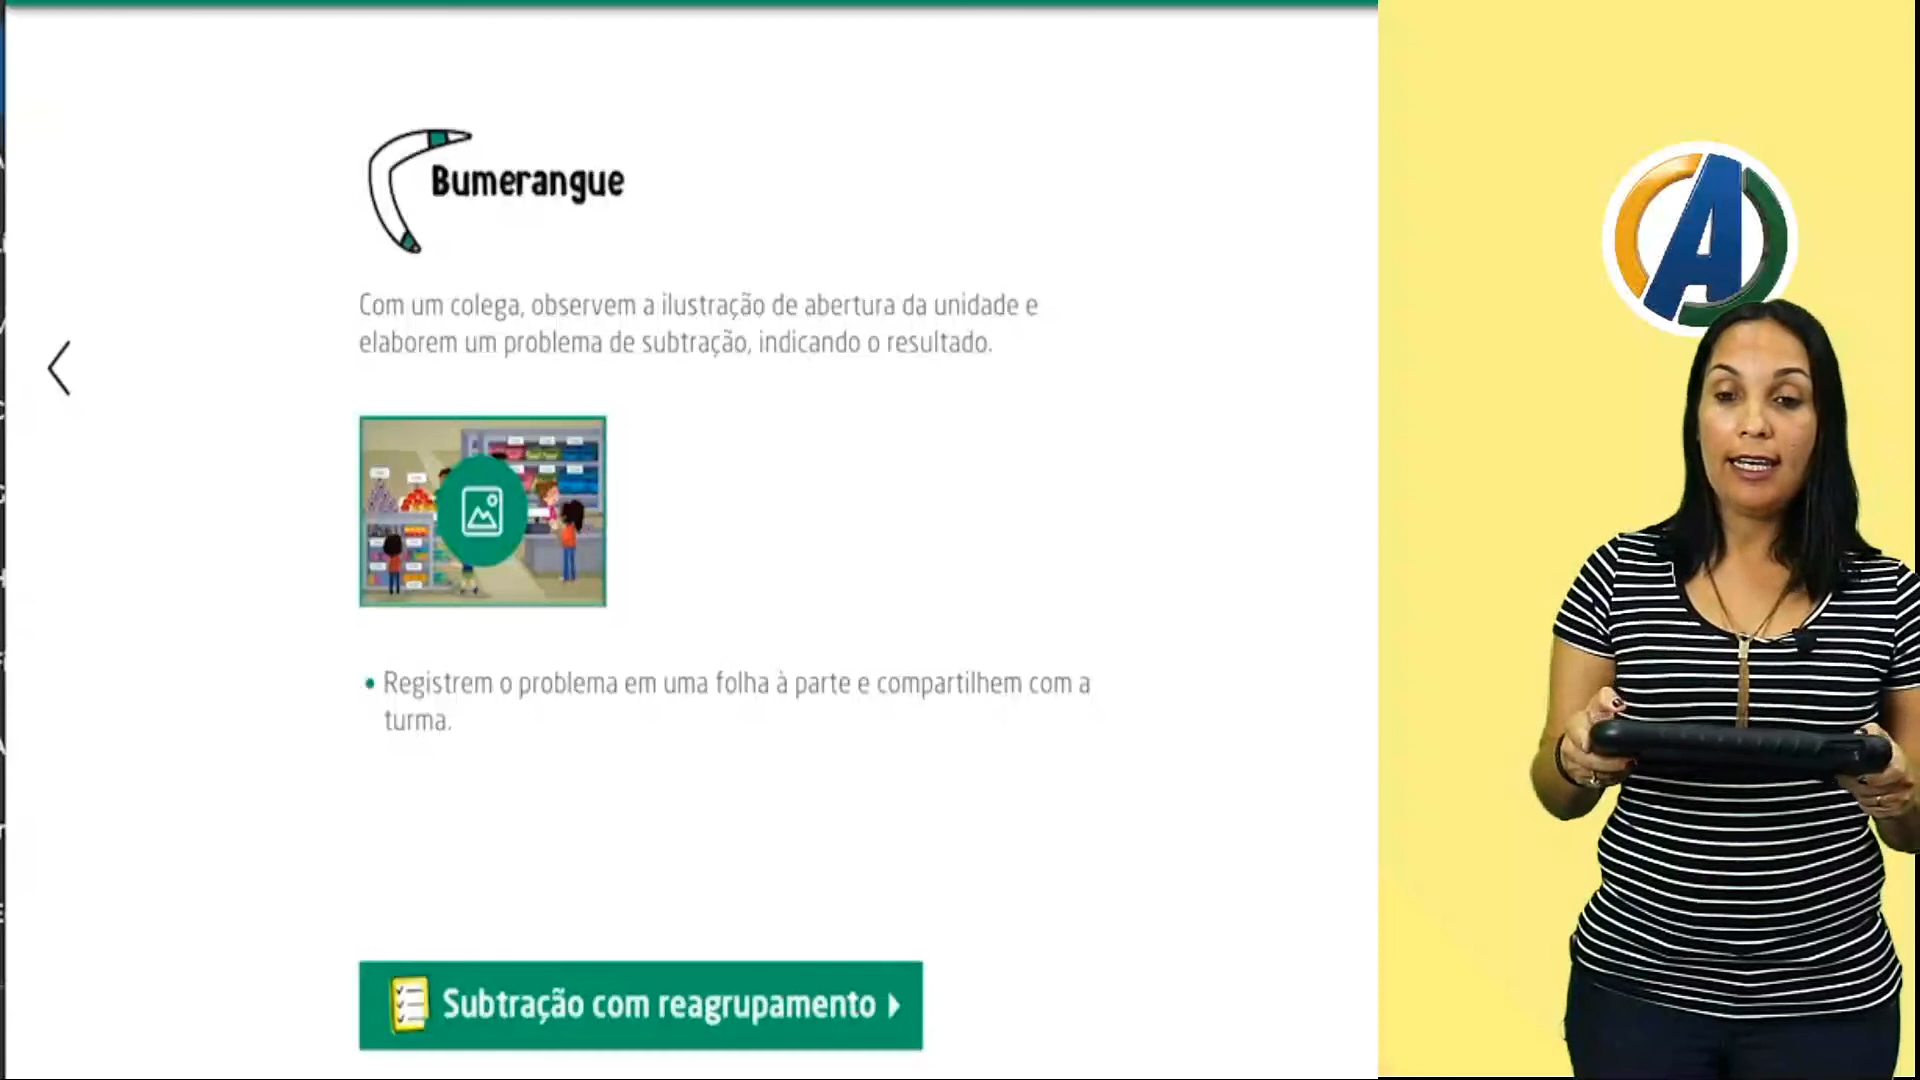 Bumerangue
Com um colega, observem a ilustração de abertura da unidade e
elaborem um problema de subtração, indicando o resultado.
• Registrem o problema em uma folha à parte e compartilhem com a
turma.
Subtração com reagrupamento
A